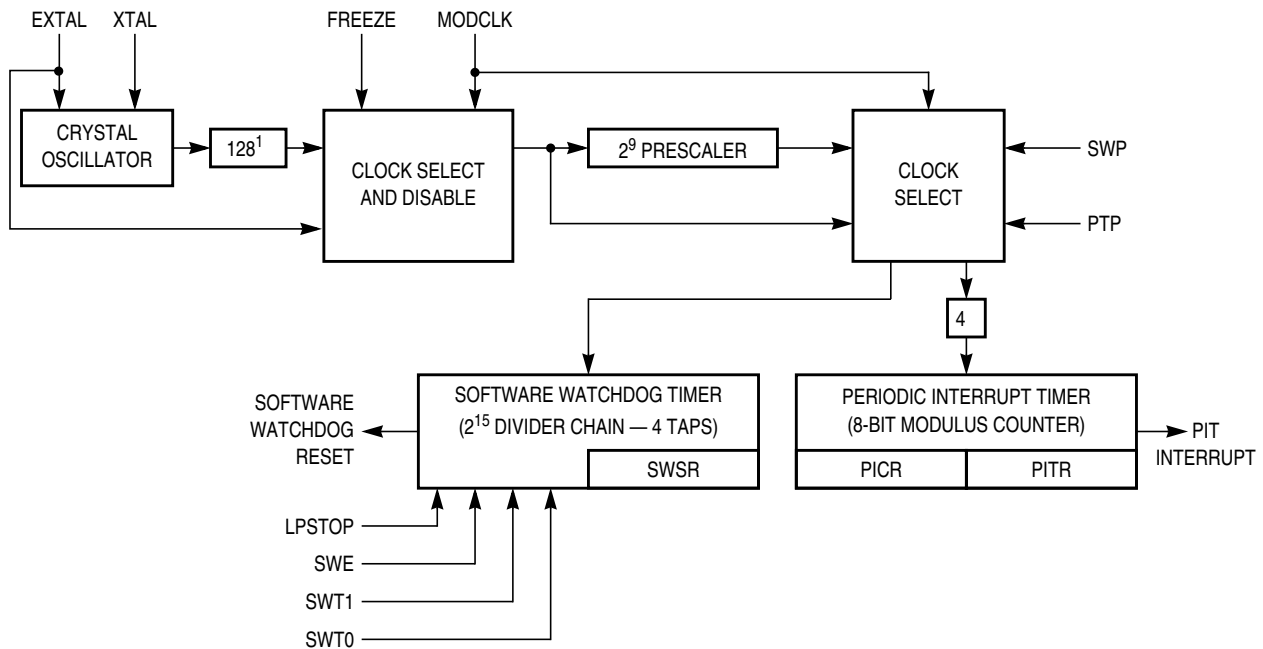 EXTAL XTAL FREEZE MODCLK
CRYSTAL
OSCILLATOR
128¹
CLOCK SELECT
AND DISABLE
2⁹ PRESCALER
CLOCK
SELECT
SWP
PTP
4
SOFTWARE
WATCHDOG
RESET
SOFTWARE WATCHDOG TIMER
(2¹⁵ DIVIDER CHAIN — 4 TAPS)
SWSR
PERIODIC INTERRUPT TIMER
(8-BIT MODULUS COUNTER)
PICR PITR
PIT
INTERRUPT
LPSTOP
SWE
SWT1
SWT0